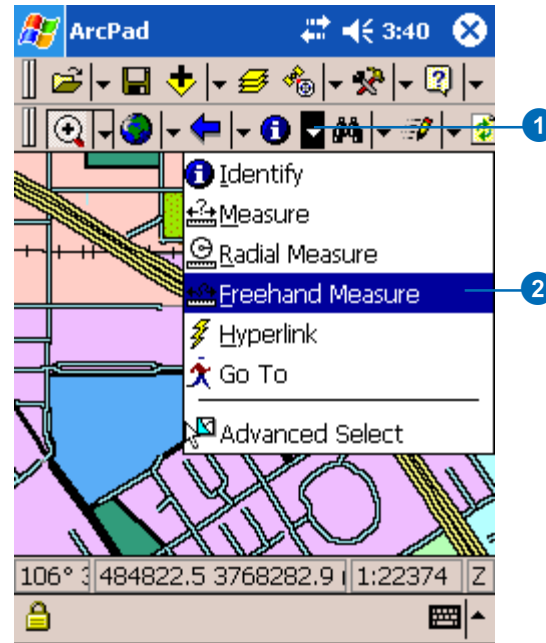 ArcPad 3:40
1
Identify
Measure
Radial Measure
Freehand Measure
2
Hyperlink
Go To
Advanced Select
106° 484822.5 3768282.9 1:22374 Z